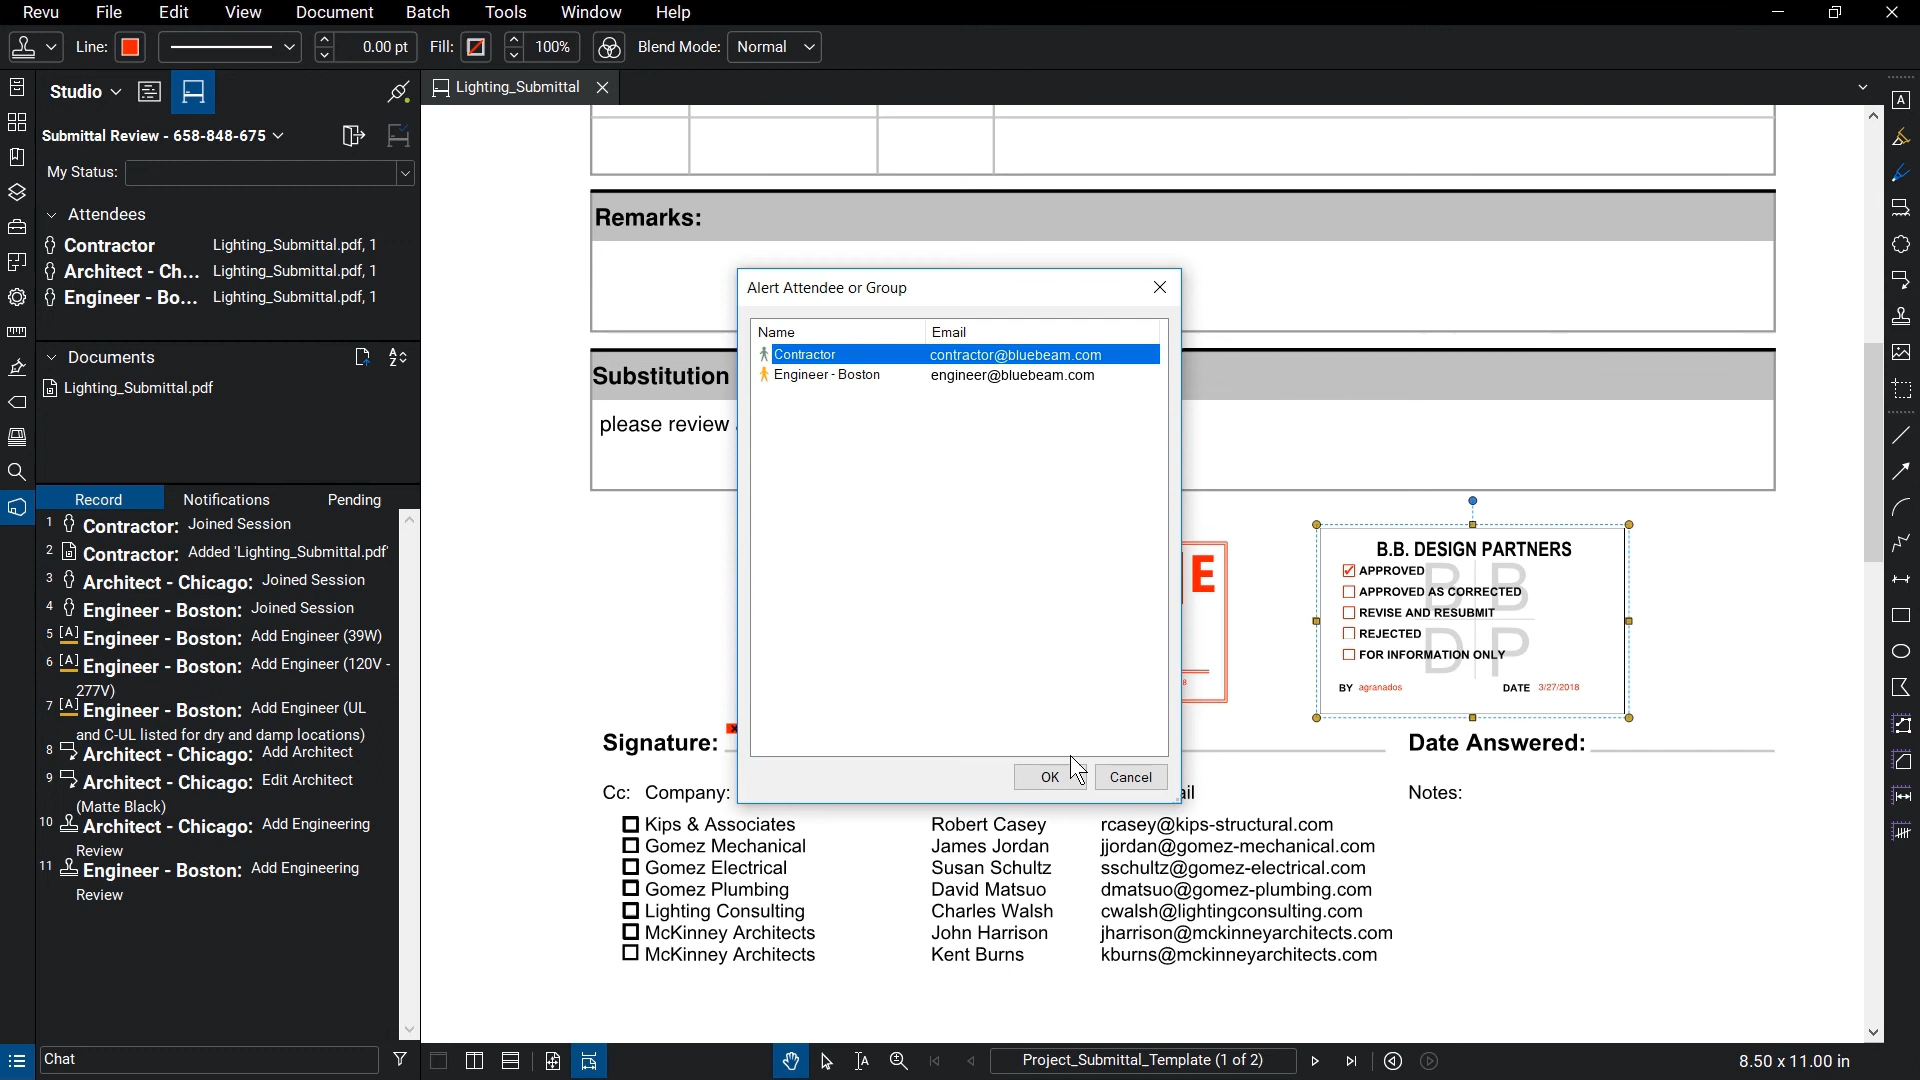 Revu File Edit View Document Batch Tools Window Help
Line: 0.00 pt Fill: 100% Blend Mode: Normal
Studio
Lighting_Submittal
Submittal Review - 658-848-675
My Status:
Attendees
Contractor Lighting_Submittal.pdf, 1
Architect - Ch... Lighting_Submittal.pdf, 1
Engineer - Bo... Lighting_Submittal.pdf, 1
Documents
Lighting_Submittal.pdf
Record Notifications Pending
1 Contractor: Joined Session
2 Contractor: Added 'Lighting_Submittal.pdf'
3 Architect - Chicago: Joined Session
4 Engineer - Boston: Joined Session
5 [A] Engineer - Boston: Add Engineer (39W)
6 [A] Engineer - Boston: Add Engineer (120V -
277V)
7 [A] Engineer - Boston: Add Engineer (UL
and C-UL listed for dry and damp locations)
8 Architect - Chicago: Add Architect
9 Architect - Chicago: Edit Architect
(Matte Black)
10 Architect - Chicago: Add Engineering
Review
11 Engineer - Boston: Add Engineering
Review
Chat
Remarks:
Substitution
please review
Alert Attendee or Group
Name Email
Contractor contractor@bluebeam.com
Engineer - Boston engineer@bluebeam.com
OK Cancel
E
8
B.B. DESIGN PARTNERS
APPROVED
APPROVED AS CORRECTED
REVISE AND RESUBMIT
REJECTED
FOR INFORMATION ONLY
B B
D P
BY agranados DATE 3/27/2018
Signature: Date Answered:
Cc: Company: ail Notes:
Kips & Associates Robert Casey rcasey@kips-structural.com
Gomez Mechanical James Jordan jjordan@gomez-mechanical.com
Gomez Electrical Susan Schultz sschultz@gomez-electrical.com
Gomez Plumbing David Matsuo dmatsuo@gomez-plumbing.com
Lighting Consulting Charles Walsh cwalsh@lightingconsulting.com
McKinney Architects John Harrison jharrison@mckinneyarchitects.com
McKinney Architects Kent Burns kburns@mckinneyarchitects.com
Project_Submittal_Template (1 of 2)
8.50 x 11.00 in